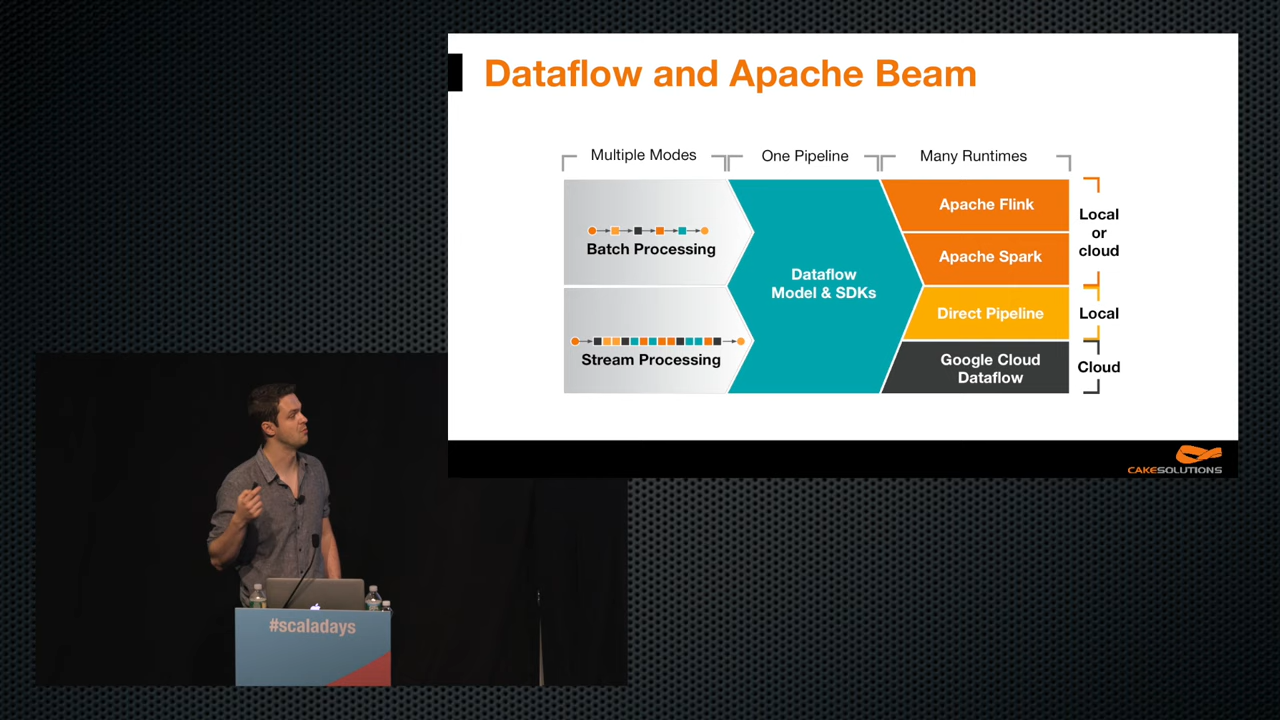 Dataflow and Apache Beam
Multiple Modes
One Pipeline
Many Runtimes
Batch Processing
Stream Processing
Dataflow
Model & SDKs
Apache Flink
Apache Spark
Direct Pipeline
Google Cloud
Dataflow
Local
or
cloud
Local
Cloud
CAKESOLUTIONS
#scaladays